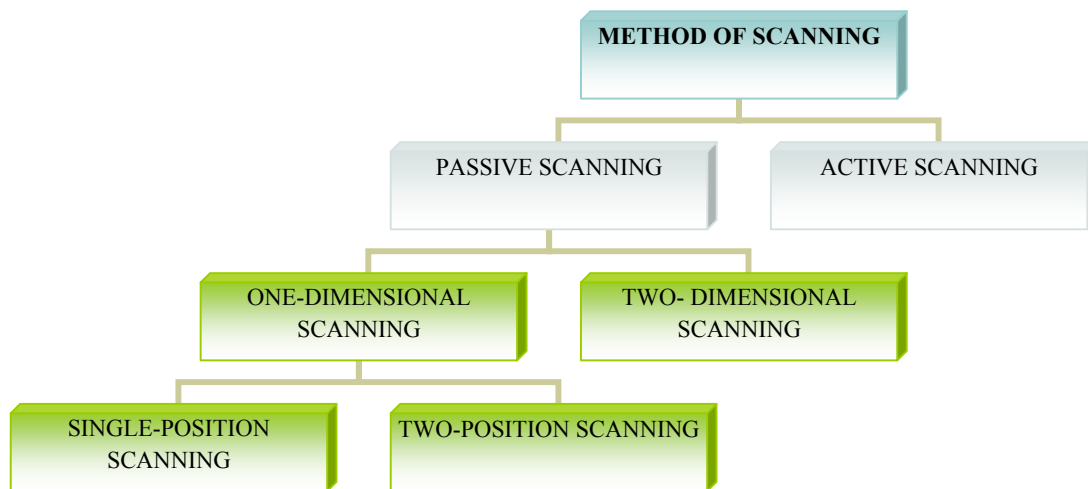 METHOD OF SCANNING
PASSIVE SCANNING
ACTIVE SCANNING
ONE-DIMENSIONAL
SCANNING
TWO- DIMENSIONAL
SCANNING
SINGLE-POSITION
SCANNING
TWO-POSITION SCANNING